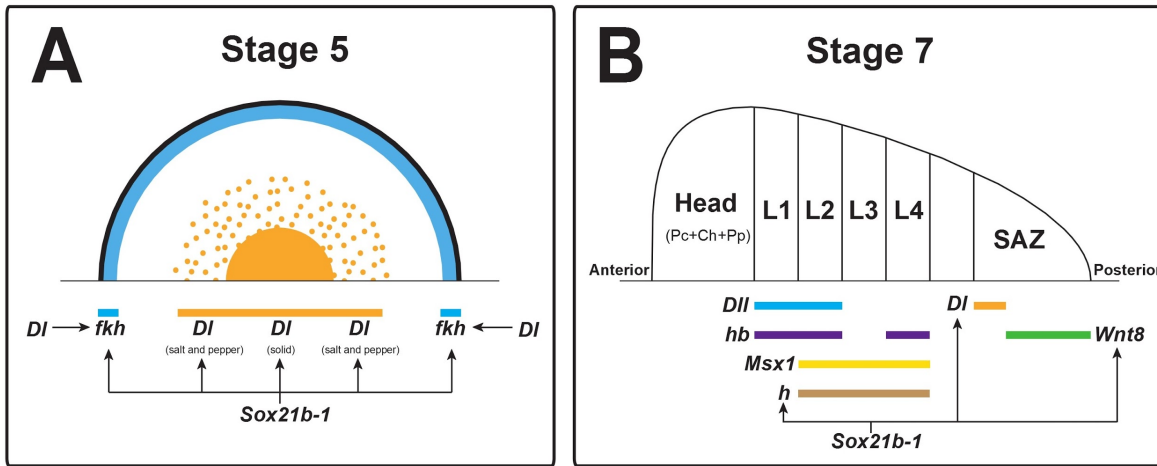 A
Stage 5
Dl
fkh
Dl
Dl
Dl
fkh
Dl
(salt and pepper)
(solid)
(salt and pepper)
Sox21b-1
B
Stage 7
Head
(Pc+Ch+Pp)
L1
L2
L3
L4
SAZ
Anterior
Posterior
Dll
Dl
hb
Wnt8
Msx1
h
Sox21b-1